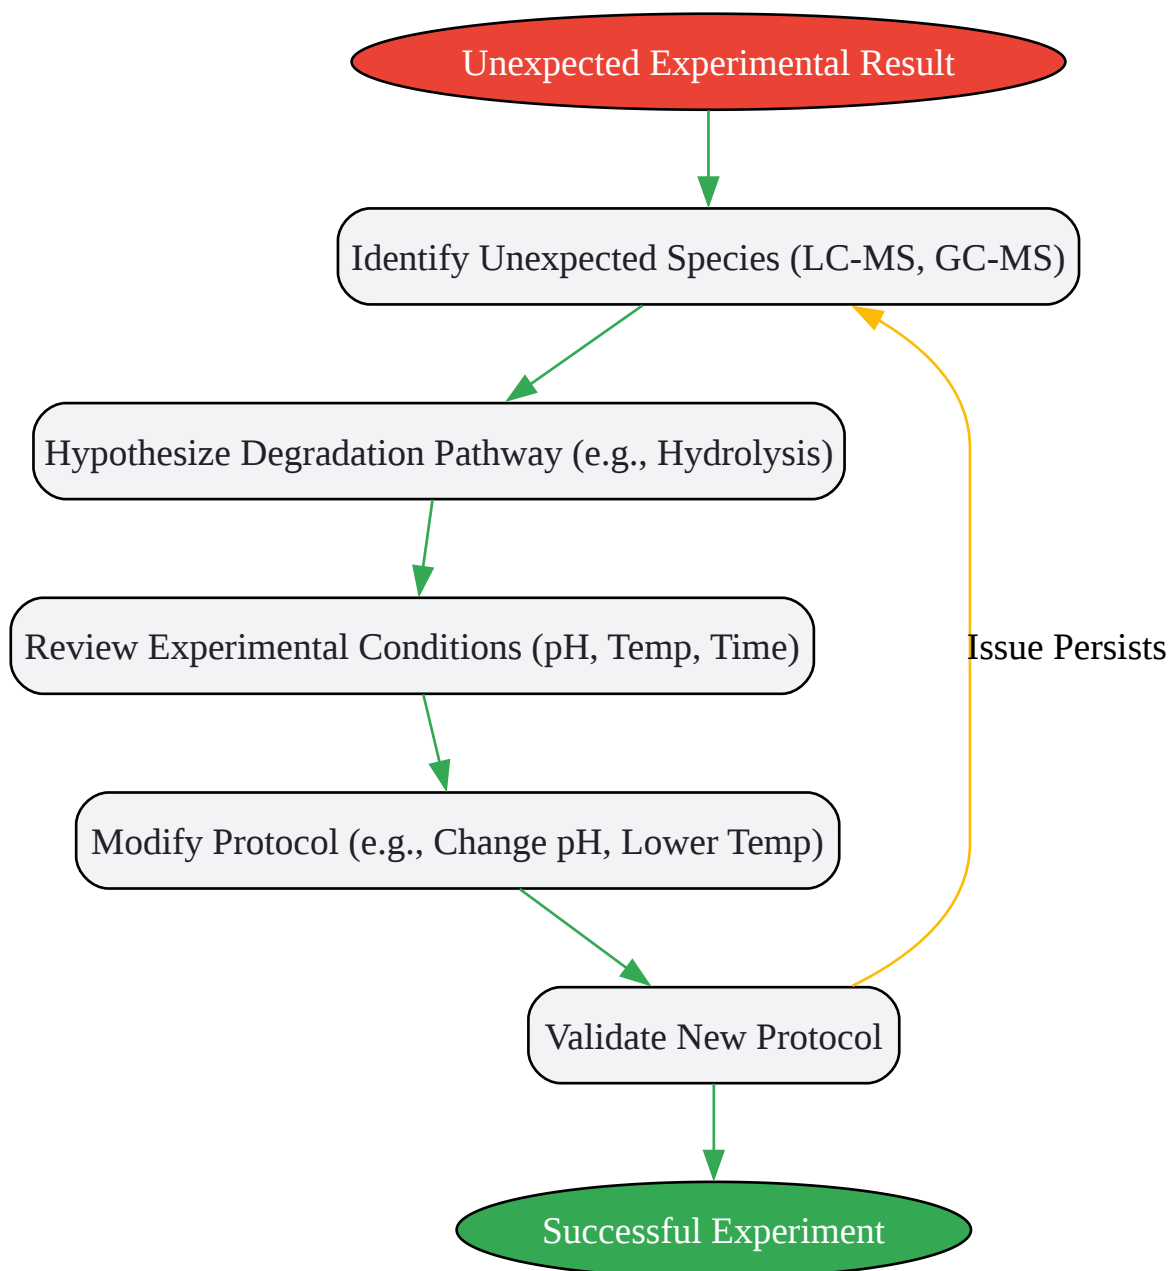 Unexpected Experimental Result
Identify Unexpected Species (LC-MS, GC-MS)
Hypothesize Degradation Pathway (e.g., Hydrolysis)
Review Experimental Conditions (pH, Temp, Time)
Issue Persists
Modify Protocol (e.g., Change pH, Lower Temp)
Validate New Protocol
Successful Experiment